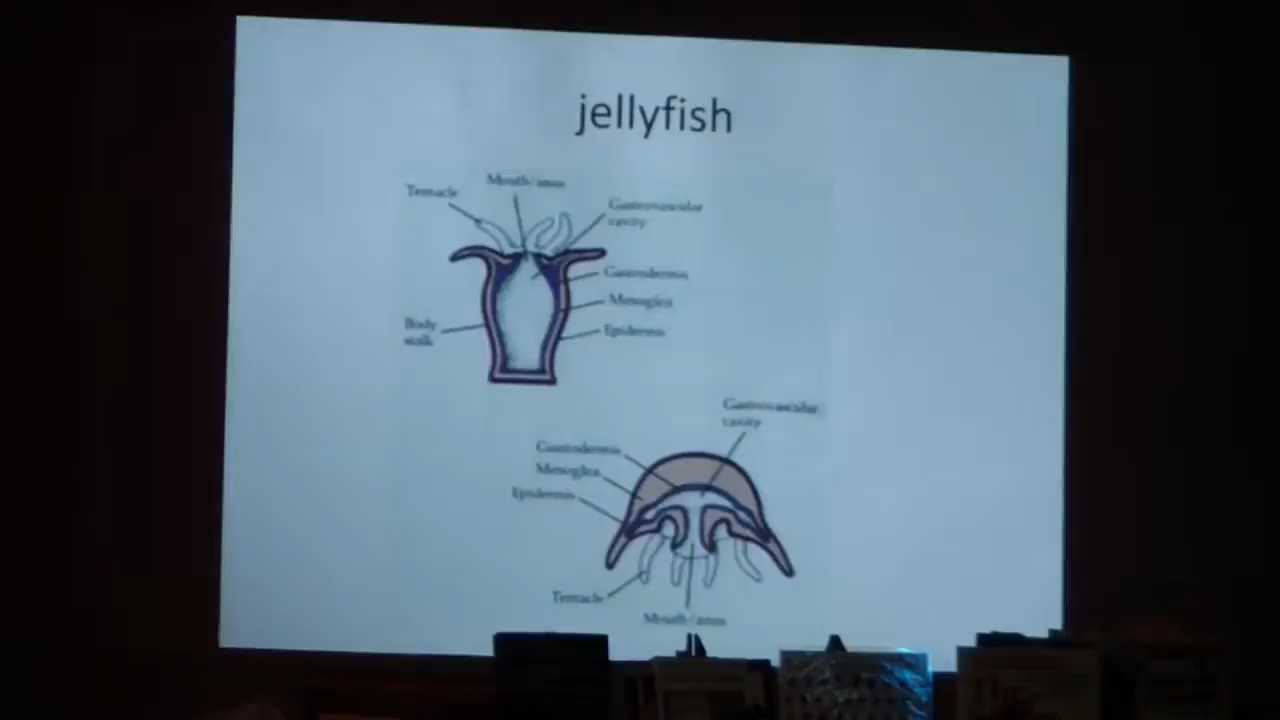 jellyfish
Mouth/anus
Tentacle
Gastrovascular
cavity
Gastrodermis
Mesoglea
Body
stalk
Epidermis
Gastrovascular
cavity
Gastrodermis
Mesoglea
Epidermis
Tentacle
Mouth/anus